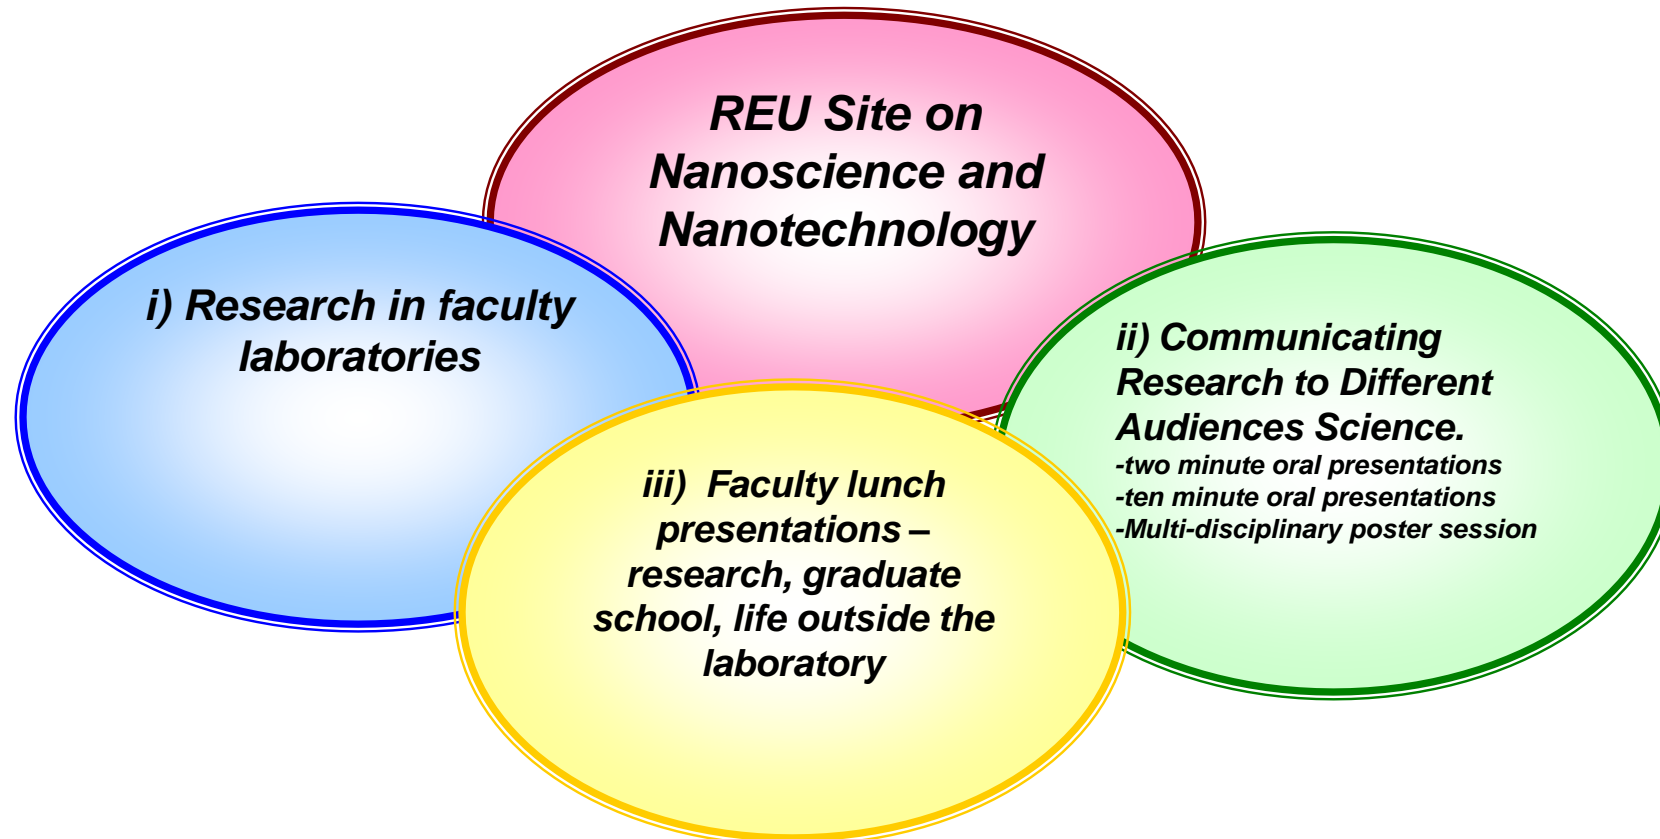 REU Site on
Nanoscience and
Nanotechnology
i) Research in faculty
laboratories
ii) Communicating
Research to Different
Audiences Science.
-two minute oral presentations
-ten minute oral presentations
-Multi-disciplinary poster session
iii) Faculty lunch
presentations –
research, graduate
school, life outside the
laboratory